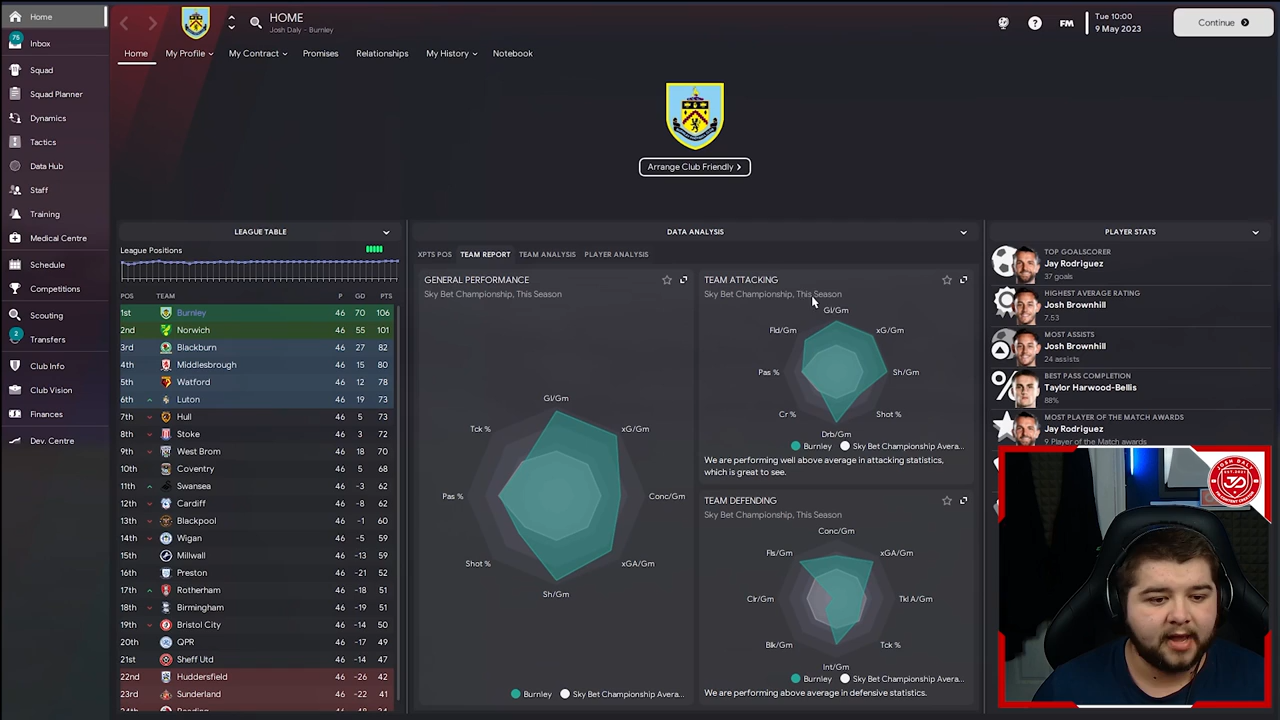 Home
75
Inbox
Squad
Squad Planner
Dynamics
Tactics
Data Hub
Staff
Training
Medical Centre
Schedule
Competitions
Scouting
2
Transfers
Club Info
Club Vision
Finances
Dev. Centre
HOME
Josh Daly - Burnley
FM
Tue 10:00
9 May 2023
Continue
Home
My Profile
My Contract
Promises
Relationships
My History
Notebook
Arrange Club Friendly
LEAGUE TABLE
League Positions
POS TEAM P GD PTS
1st Burnley 46 70 106
2nd Norwich 46 55 101
3rd Blackburn 46 27 82
4th Middlesbrough 46 15 80
5th Watford 46 12 78
6th Luton 46 19 73
7th Hull 46 5 73
8th Stoke 46 3 72
9th West Brom 46 18 70
10th Coventry 46 5 68
11th Swansea 46 -3 62
12th Cardiff 46 -8 62
13th Blackpool 46 -1 60
14th Wigan 46 -5 59
15th Millwall 46 -13 59
16th Preston 46 -21 52
17th Rotherham 46 -18 51
18th Birmingham 46 -19 51
19th Bristol City 46 -14 50
20th QPR 46 -17 49
21st Sheff Utd 46 -14 47
22nd Huddersfield 46 -26 42
23rd Sunderland 46 -22 41
DATA ANALYSIS
XPTS POS
TEAM REPORT
TEAM ANALYSIS
PLAYER ANALYSIS
GENERAL PERFORMANCE
Sky Bet Championship, This Season
Gl/Gm
Tck %
xG/Gm
Pas %
Conc/Gm
Shot %
xGA/Gm
Sh/Gm
Burnley
Sky Bet Championship Avera...
TEAM ATTACKING
Sky Bet Championship, This Season
Gl/Gm
Fld/Gm
xG/Gm
Pas %
Sh/Gm
Cr %
Shot %
Drb/Gm
Burnley
Sky Bet Championship Avera...
We are performing well above average in attacking statistics,
which is great to see.
TEAM DEFENDING
Sky Bet Championship, This Season
Conc/Gm
Fls/Gm
xGA/Gm
Clr/Gm
Tkl A/Gm
Blk/Gm
Tck %
Int/Gm
Burnley
Sky Bet Championship Avera...
We are performing above average in defensive statistics.
PLAYER STATS
TOP GOALSCORER
Jay Rodriguez
37 goals
HIGHEST AVERAGE RATING
Josh Brownhill
7.53
MOST ASSISTS
Josh Brownhill
24 assists
BEST PASS COMPLETION
Taylor Harwood-Bellis
88%
MOST PLAYER OF THE MATCH AWARDS
Jay Rodriguez
9 Player of the Match awards
JOSH DALY